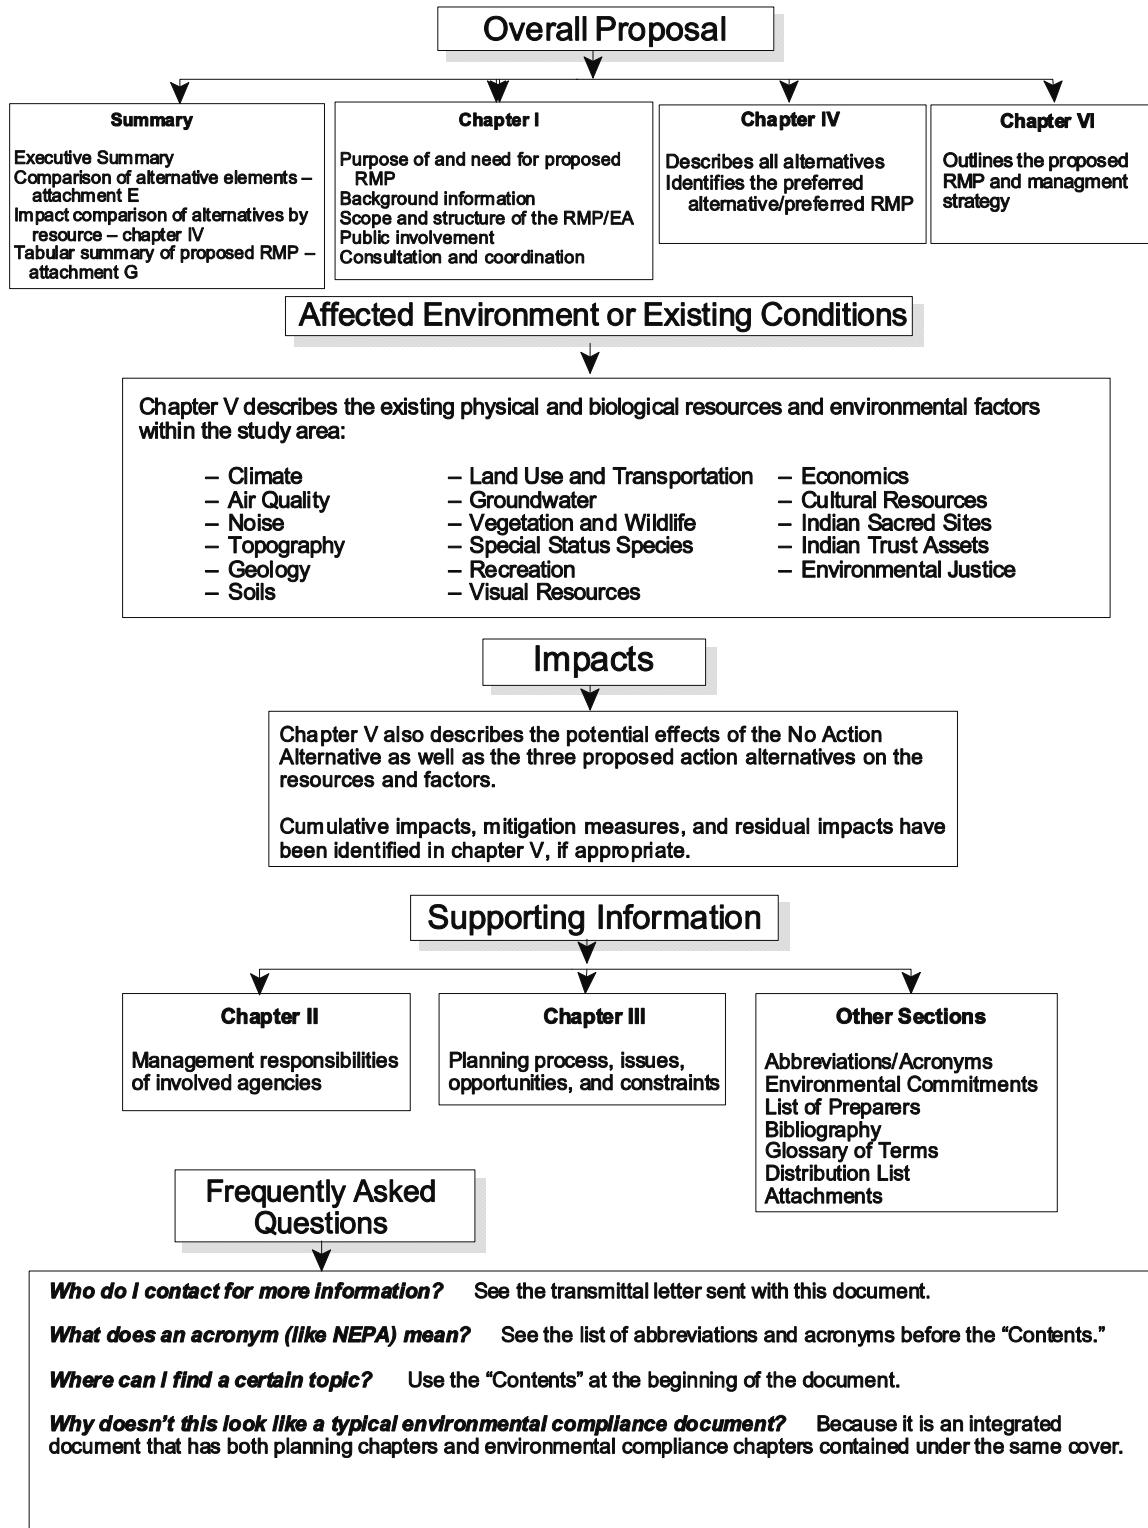 Overall Proposal
Summary
Executive Summary
Comparison of alternative elements –
attachment E
Impact comparison of alternatives by
resource – chapter IV
Tabular summary of proposed RMP –
attachment G
Chapter I
Purpose of and need for proposed
RMP
Background information
Scope and structure of the RMP/EA
Public involvement
Consultation and coordination
Chapter IV
Describes all alternatives
Identifies the preferred
alternative/preferred RMP
Chapter VI
Outlines the proposed
RMP and managment
strategy
Affected Environment or Existing Conditions
Chapter V describes the existing physical and biological resources and environmental factors
within the study area:
– Climate
– Air Quality
– Noise
– Topography
– Geology
– Soils
– Land Use and Transportation
– Groundwater
– Vegetation and Wildlife
– Special Status Species
– Recreation
– Visual Resources
– Economics
– Cultural Resources
– Indian Sacred Sites
– Indian Trust Assets
– Environmental Justice
Impacts
Chapter V also describes the potential effects of the No Action
Alternative as well as the three proposed action alternatives on the
resources and factors.
Cumulative impacts, mitigation measures, and residual impacts have
been identified in chapter V, if appropriate.
Supporting Information
Chapter II
Management responsibilities
of involved agencies
Chapter III
Planning process, issues,
opportunities, and constraints
Other Sections
Abbreviations/Acronyms
Environmental Commitments
List of Preparers
Bibliography
Glossary of Terms
Distribution List
Attachments
Frequently Asked
Questions
Who do I contact for more information? See the transmittal letter sent with this document.
What does an acronym (like NEPA) mean? See the list of abbreviations and acronyms before the “Contents.”
Where can I find a certain topic? Use the “Contents” at the beginning of the document.
Why doesn’t this look like a typical environmental compliance document? Because it is an integrated
document that has both planning chapters and environmental compliance chapters contained under the same cover.